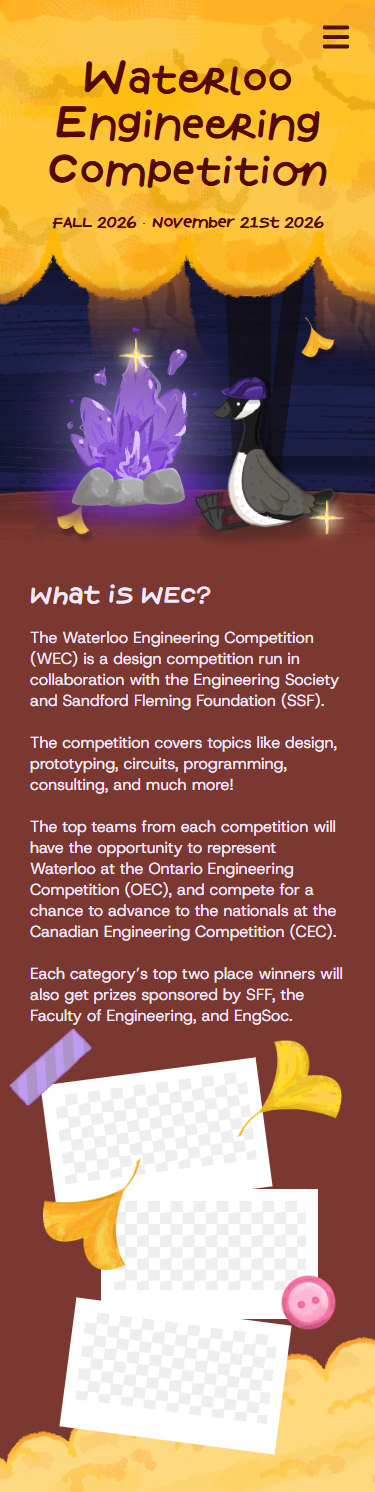 Waterloo
Engineering
Competition
FALL 2026 · November 21st 2026
What is WEC?
The Waterloo Engineering Competition
(WEC) is a design competition run in
collaboration with the Engineering Society
and Sandford Fleming Foundation (SSF).
The competition covers topics like design,
prototyping, circuits, programming,
consulting, and much more!
The top teams from each competition will
have the opportunity to represent
Waterloo at the Ontario Engineering
Competition (OEC), and compete for a
chance to advance to the nationals at the
Canadian Engineering Competition (CEC).
Each category's top two place winners will
also get prizes sponsored by SFF, the
Faculty of Engineering, and EngSoc.